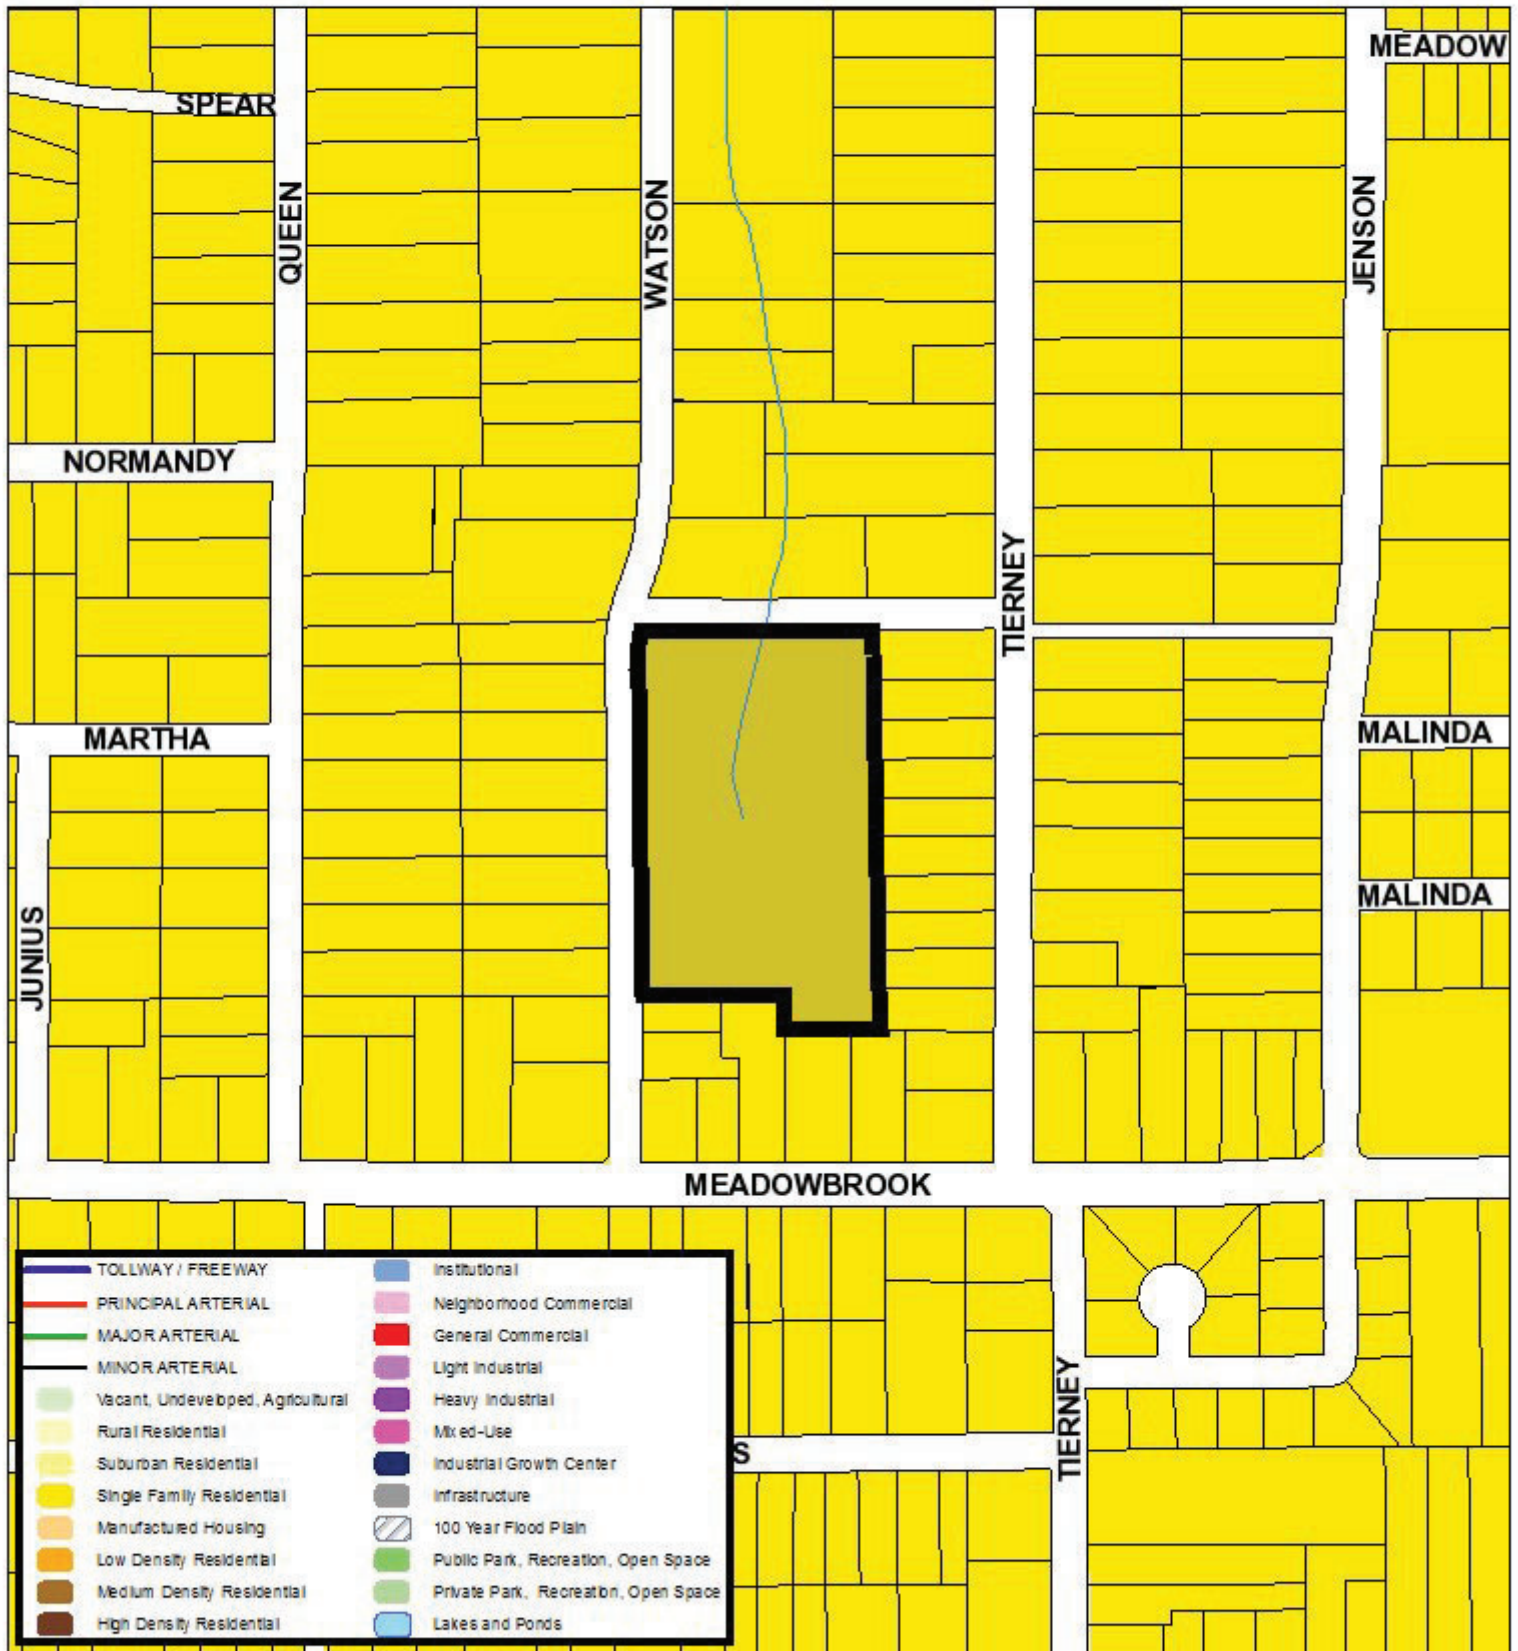 MEADOW
SPEAR
QUEEN
WATSON
JENSON
NORMANDY
TIERNEY
MARTHA
MALINDA
MALINDA
JUNIUS
MEADOWBROOK
TIERNEY
S
TOLLWAY / FREEWAY
PRINCIPAL ARTERIAL
MAJOR ARTERIAL
MINOR ARTERIAL
Vacant, Undeveloped, Agricultural
Rural Residential
Suburban Residential
Single Family Residential
Manufactured Housing
Low Density Residential
Medium Density Residential
High Density Residential
Institutional
Neighborhood Commercial
General Commercial
Light Industrial
Heavy Industrial
Mixed-Use
Industrial Growth Center
Infrastructure
100 Year Flood Plain
Public Park, Recreation, Open Space
Private Park, Recreation, Open Space
Lakes and Ponds